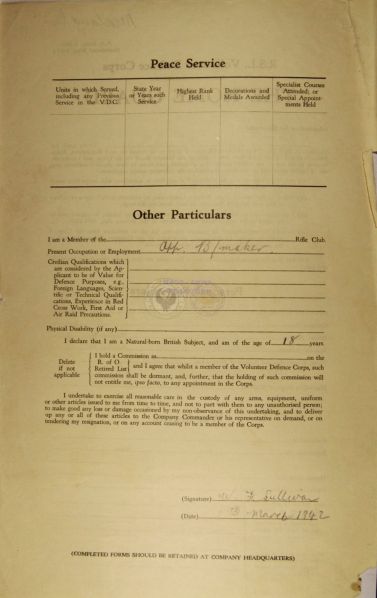 Peace Service
Units in which Served, including any Previous Service in the V.D.C.
State Year or Years each Service
Highest Rank Held
Decorations and Medals Awarded
Specialist Courses Attended; or Special Appointments Held
Other Particulars
I am a Member of the Rifle Club.
Present Occupation or Employment App. B/maker.
Civilian Qualifications which
are considered by the Ap-
plicant to be of Value for
Defence Purposes, e.g.,
Foreign Languages, Scien-
tific or Technical Qualifi-
cations, Experience in Red
Cross Work, First Aid or
Air Raid Precautions.
Physical Disability (if any)
I declare that I am a Natural-born British Subject, and am of the age of 18 years
Delete if not applicable
I hold a Commission as on the
R. of O.
Retired List
and I agree that whilst a member of the Volunteer Defence Corps, such
commission shall be dormant, and, further, that the holding of such commission will
not entitle me, ipso facto, to any appointment in the Corps.
I undertake to exercise all reasonable care in the custody of any arms, equipment, uniform
or other articles issued to me from time to time, and not to part with them to any unauthorised person;
to make good any loss or damage occasioned by my non-observance of this undertaking, and to deliver
up any or all of these articles to the Company Commander or his representative on demand, or on
tendering my resignation, or on any account ceasing to be a member of the Corps.
(Signature) Sullivan
(Date) March 1942
(COMPLETED FORMS SHOULD BE RETAINED AT COMPANY HEADQUARTERS)